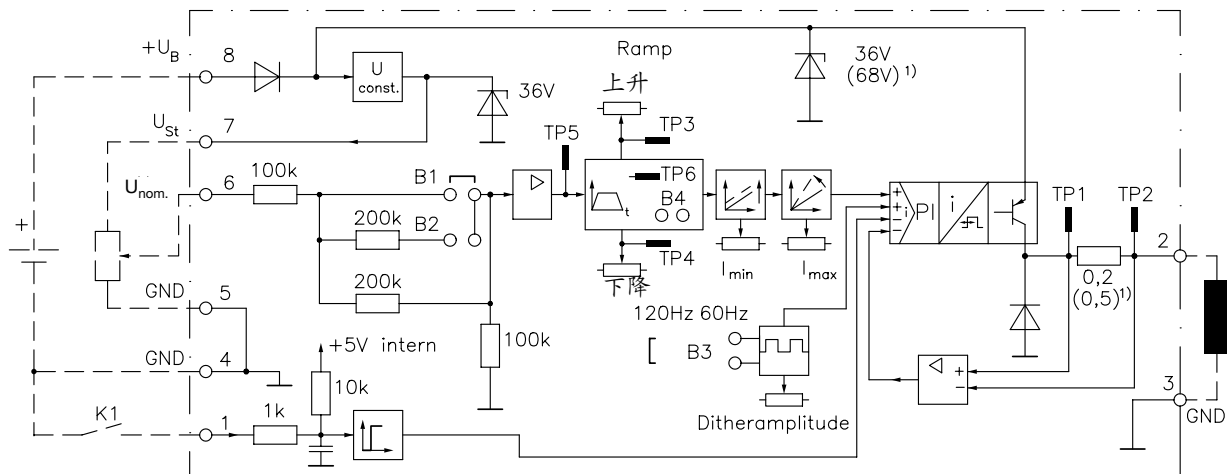 +U_B
8
U
const.
36V
Ramp
上升
36V
(68V)¹⁾
U_St
7
TP5
TP3
U_nom.
6
100k
B1
TP6
B4
t
200k
B2
TP4
下降
I_min
I_max
+
+
−
−
i
PI
i
TP1
TP2
2
0,2
(0,5)¹⁾
+
GND
5
200k
120Hz 60Hz
GND
4
+5V intern
100k
B3
10k
+
−
3
GND
K1
1
1k
Ditheramplitude